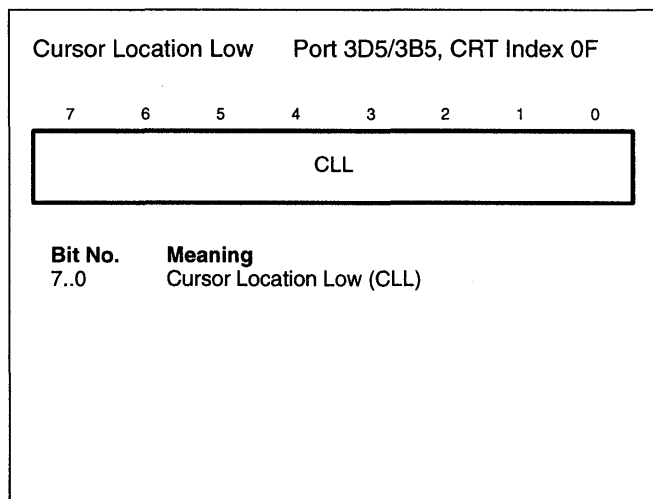 Cursor Location Low Port 3D5/3B5, CRT Index 0F
7 6 5 4 3 2 1 0
CLL
Bit No. Meaning
7..0 Cursor Location Low (CLL)